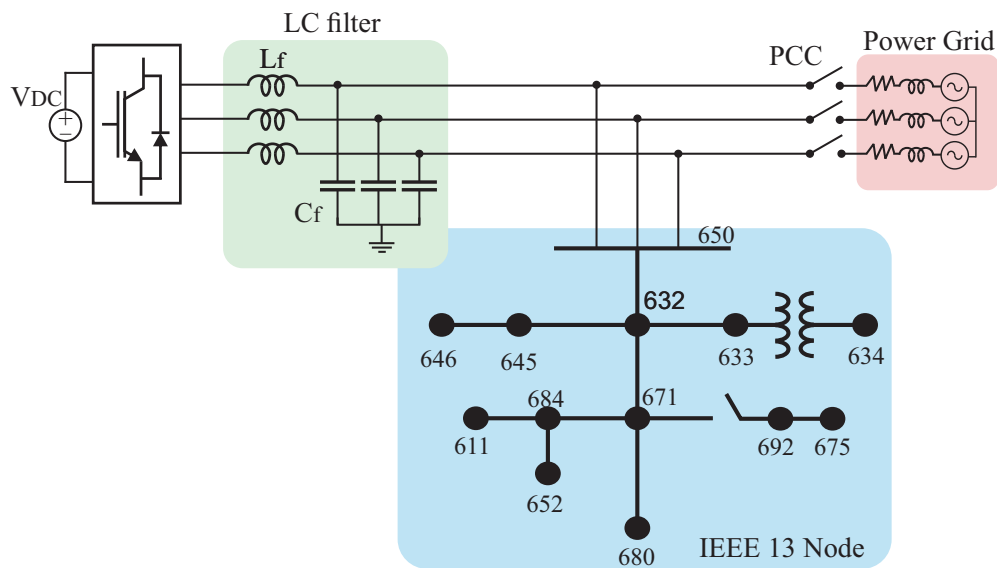 LC filter
Power Grid
PCC
Lf
VDC
+
−
Cf
650
632
646
645
633
634
684
671
611
692
675
652
680
IEEE 13 Node